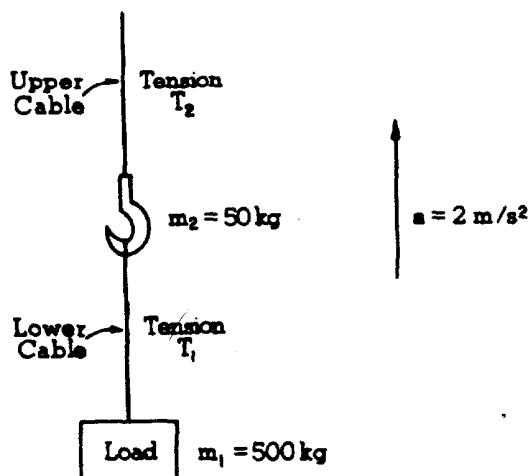 Upper
Cable
Tension
T₂
m₂ = 50 kg
a = 2 m/s²
Lower
Cable
Tension
T₁
Load
m₁ = 500 kg